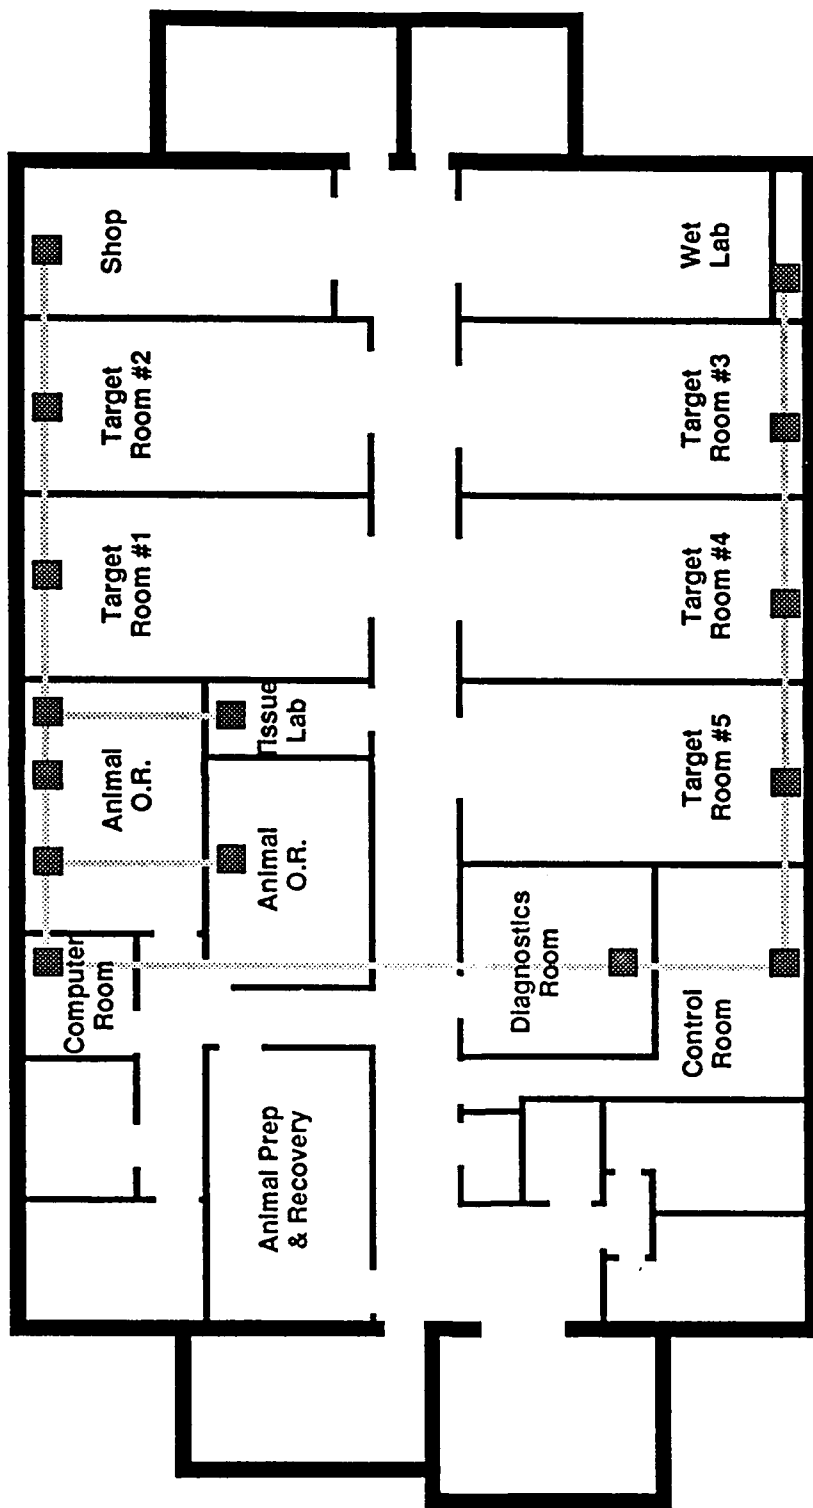 Shop
Target
Room #2
Target
Room #1
Animal
O.R.
Tissue
Lab
Animal
O.R.
Computer
Room
Animal Prep
& Recovery
Wet
Lab
Target
Room #3
Target
Room #4
Target
Room #5
Diagnostics
Room
Control
Room